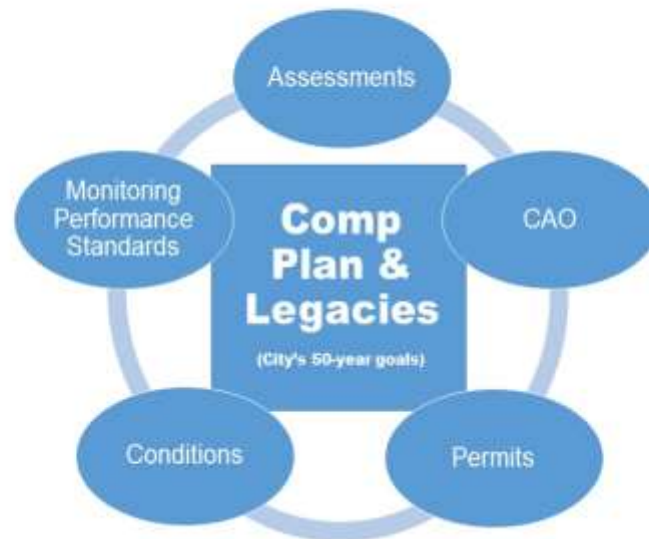 Assessments
Monitoring
Performance
Standards
Comp
Plan &
Legacies
(City's 50-year goals)
CAO
Conditions
Permits